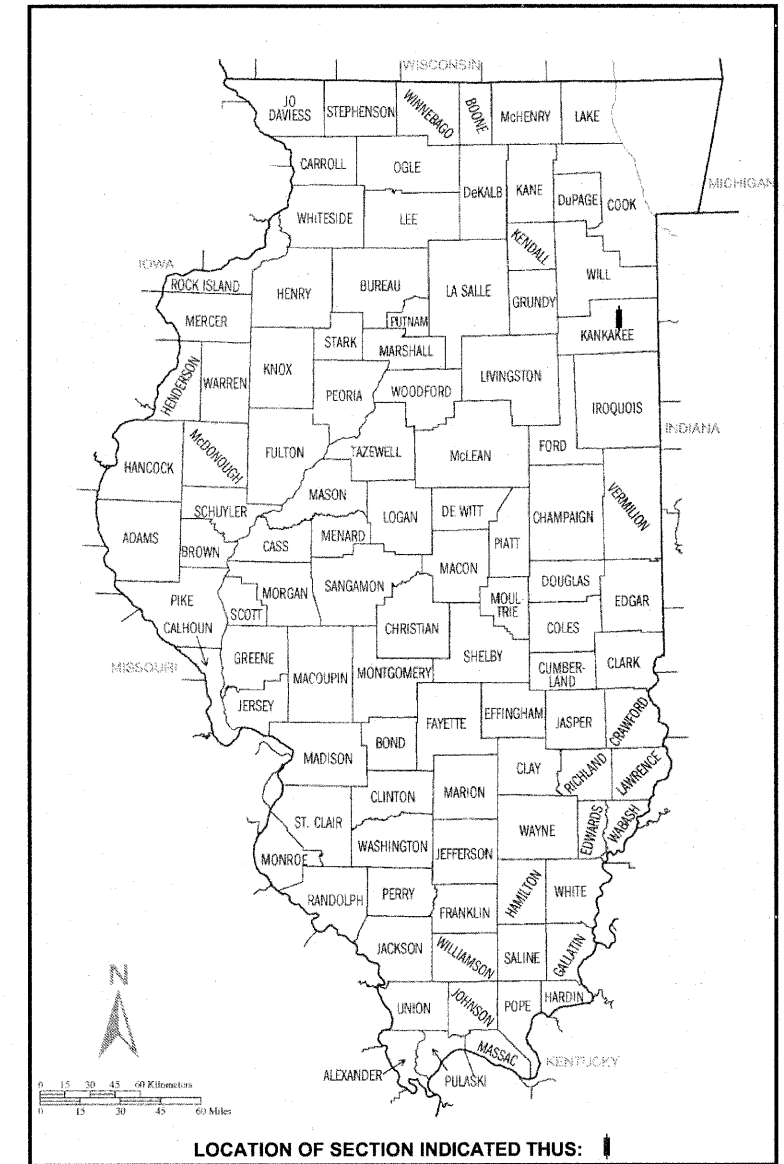 WISCONSIN
JO
DAVIESS
STEPHENSON
WINNEBAGO
BOONE
McHENRY
LAKE
CARROLL
OGLE
DeKALB
KANE
DuPAGE
COOK
MICHIGAN
WHITESIDE
LEE
KENDALL
WILL
IOWA
ROCK ISLAND
HENRY
BUREAU
LA SALLE
GRUNDY
MERCER
PUTNAM
KANKAKEE
STARK
MARSHALL
HENDERSON
WARREN
KNOX
PEORIA
WOODFORD
LIVINGSTON
IROQUOIS
INDIANA
HANCOCK
McDONOUGH
FULTON
TAZEWELL
McLEAN
FORD
MASON
VERMILION
SCHUYLER
LOGAN
DE WITT
CHAMPAIGN
ADAMS
BROWN
CASS
MENARD
PIATT
MACON
DOUGLAS
PIKE
SCOTT
MORGAN
SANGAMON
MOUL-
TRIE
EDGAR
CALHOUN
CHRISTIAN
COLES
MISSOURI
GREENE
MACOUPIN
MONTGOMERY
SHELBY
CUMBER-
LAND
CLARK
JERSEY
FAYETTE
EFFINGHAM
JASPER
CRAWFORD
MADISON
BOND
CLAY
RICHLAND
LAWRENCE
CLINTON
MARION
ST. CLAIR
WAYNE
EDWARDS
WABASH
WASHINGTON
JEFFERSON
MONROE
RANDOLPH
PERRY
HAMILTON
WHITE
FRANKLIN
JACKSON
WILLIAMSON
SALINE
GALLATIN
N
UNION
JOHNSON
POPE
HARDIN
MASSAC
KENTUCKY
ALEXANDER
PULASKI
0 15 30 45 60 Kilometers
0 15 30 45 60 Miles
LOCATION OF SECTION INDICATED THUS: